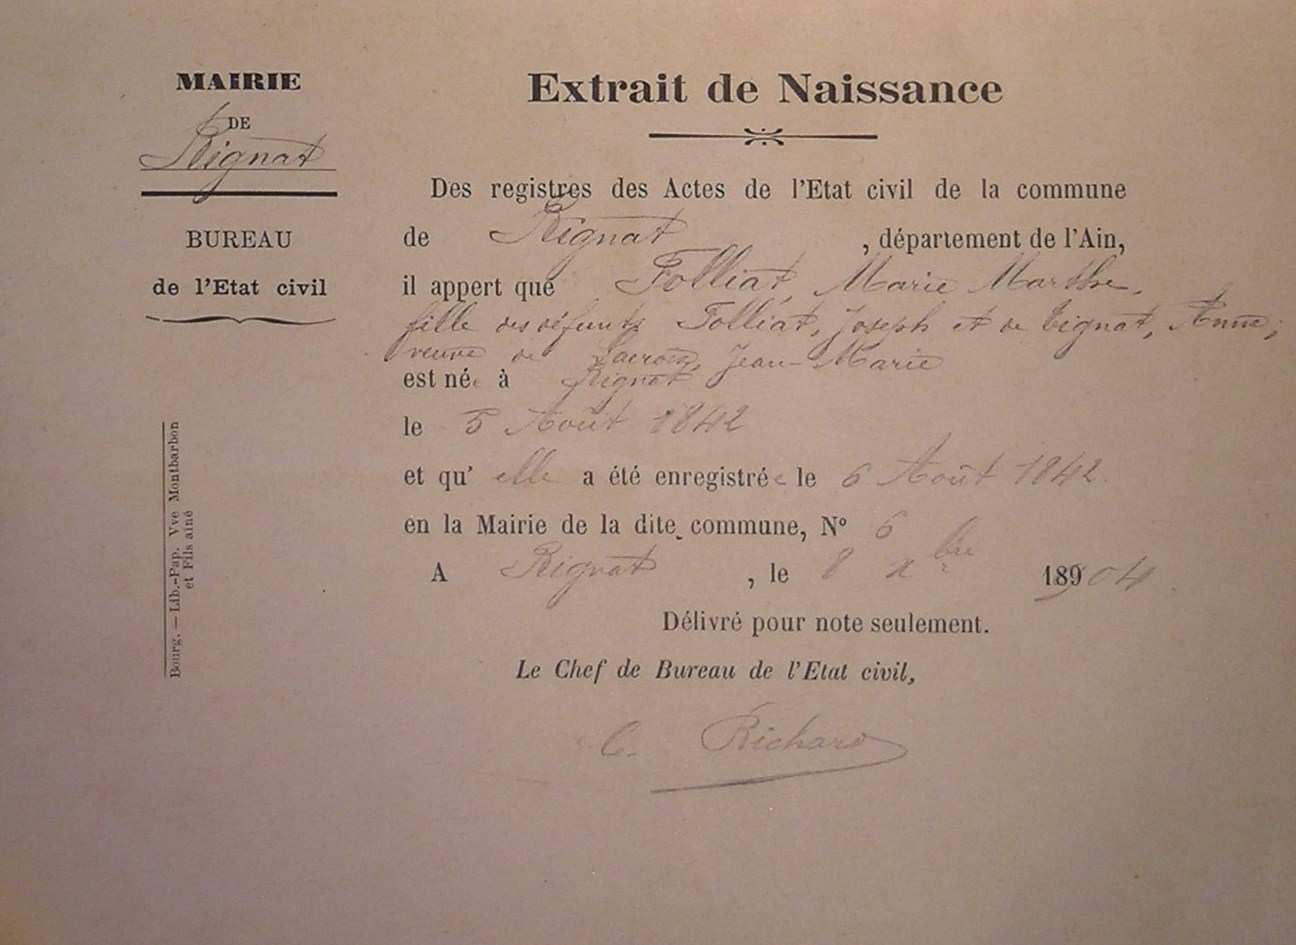 MAIRIE
DE
Rignat
BUREAU
de l'Etat civil
Bourg. — Lib.-Pap. Vve Montbarbon
et Fils aîné
Extrait de Naissance
Des registres des Actes de l'Etat civil de la commune
de Rignat, département de l'Ain,
il appert que Folliat, Marie Marthe,
fille des défunts Folliat, Joseph et de Tignat, Anne,
veuve de Lacroix, Jean-Marie
est née à Rignat
le 5 Août 1842
et qu'elle a été enregistrée le 6 Août 1842
en la Mairie de la dite commune, N° 6
A Rignat, le 8 xbre 1904
Délivré pour note seulement.
Le Chef de Bureau de l'Etat civil,
C. Richard